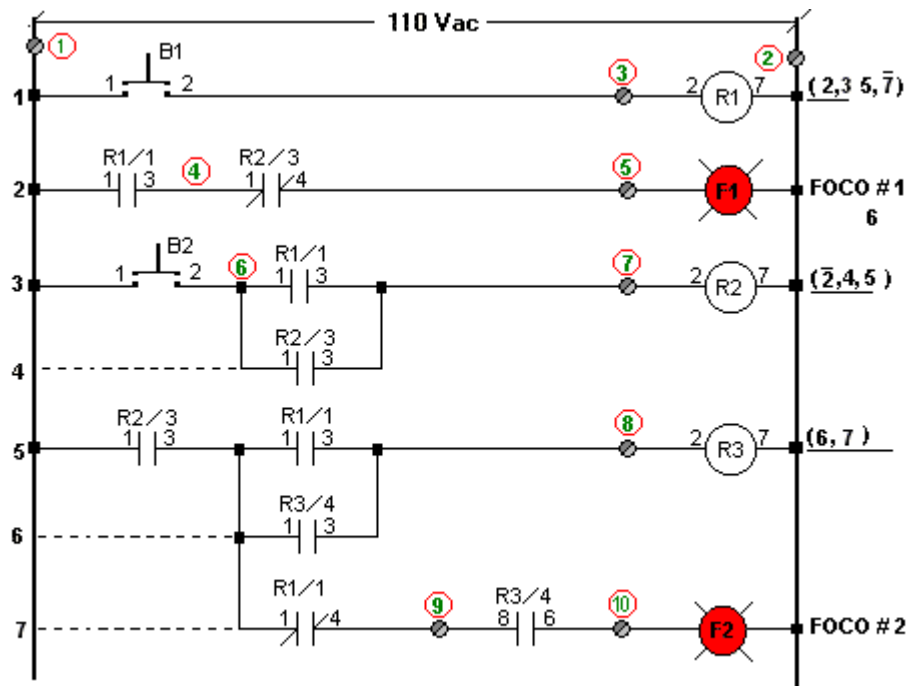 110 Vac
1
2
B1
1 2
3
1
2 R1 7
(2,3 5,7̅)
R1/1
1 3
4
R2/3
1 4
5
2
F1
FOCO #1
6
B2
1 2
6
R1/1
1 3
7
3
2 R2 7
(2̅,4,5 )
R2/3
1 3
4
R2/3
1 3
R1/1
1 3
8
5
2 R3 7
(6,7 )
R3/4
1 3
6
R1/1
1 4
9
R3/4
8 6
10
7
F2
FOCO #2